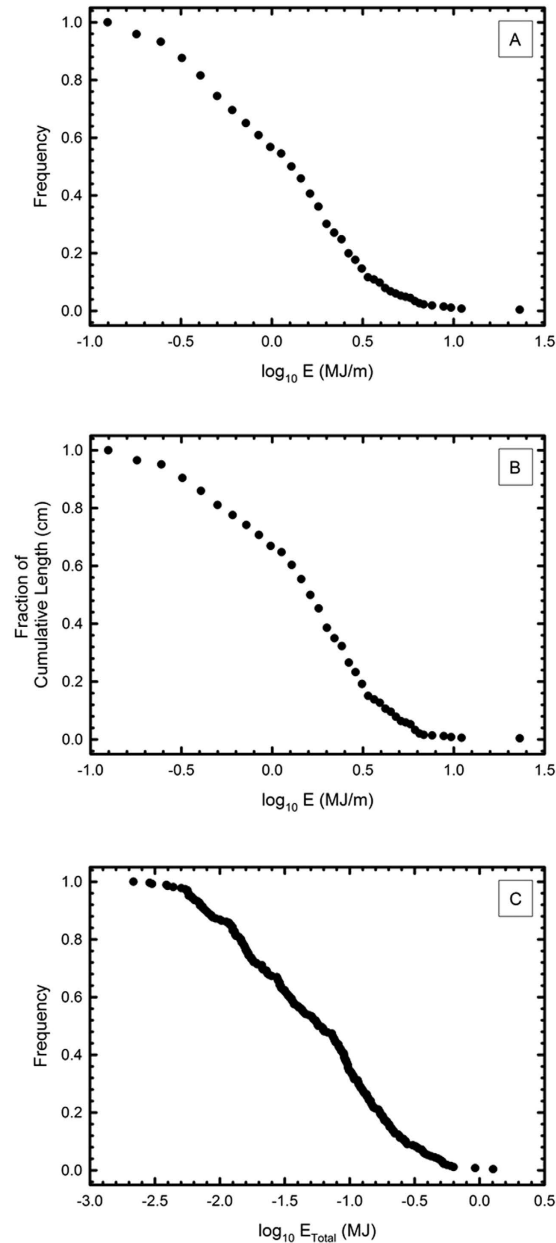 A
1.0
0.8
0.6
0.4
0.2
0.0
Frequency
-1.0 -0.5 0.0 0.5 1.0 1.5
log₁₀ E (MJ/m)
B
1.0
0.8
0.6
0.4
0.2
0.0
Fraction of
Cumulative Length (cm)
-1.0 -0.5 0.0 0.5 1.0 1.5
log₁₀ E (MJ/m)
C
1.0
0.8
0.6
0.4
0.2
0.0
Frequency
-3.0 -2.5 -2.0 -1.5 -1.0 -0.5 0.0 0.5
log₁₀ E_Total (MJ)